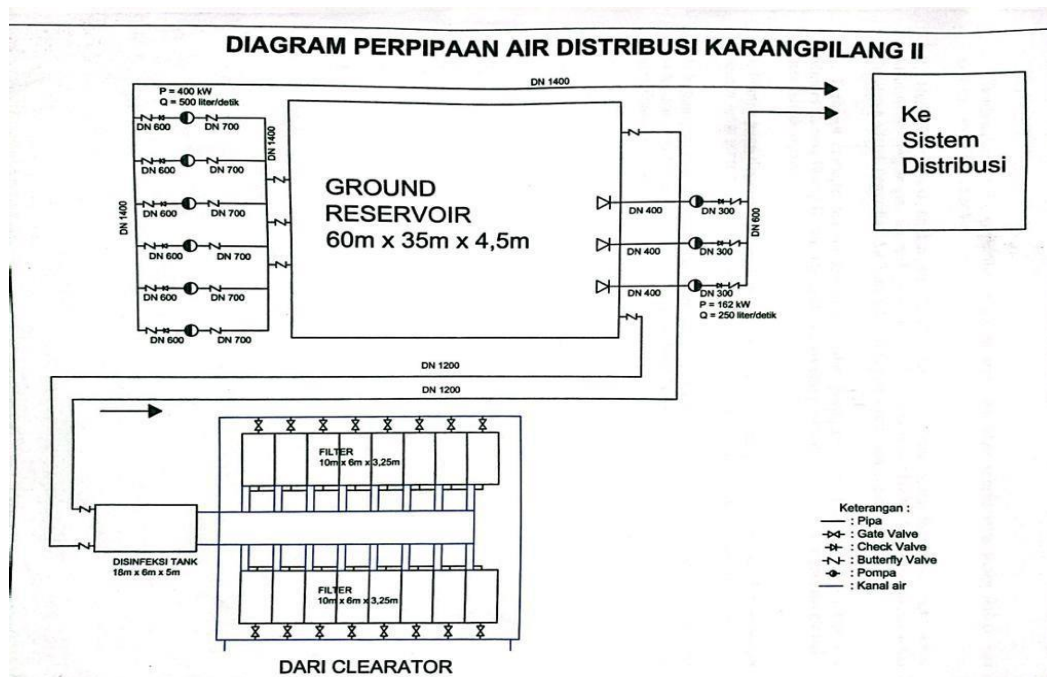 DIAGRAM PERPIPAAN AIR DISTRIBUSI KARANGPILANG II
DN 1400
P = 400 kW
Q = 500 liter/detik
DN 600
DN 700
DN 600
DN 700
DN 600
DN 700
DN 600
DN 700
DN 600
DN 700
DN 600
DN 700
DN 1400
DN 1400
GROUND
RESERVOIR
60m x 35m x 4,5m
DN 400
DN 300
DN 400
DN 300
DN 400
DN 300
P = 162 kW
Q = 250 liter/detik
DN 600
Ke
Sistem
Distribusi
DN 1200
DN 1200
FILTER
10m x 6m x 3,25m
DISINFEKSI TANK
18m x 6m x 5m
FILTER
10m x 6m x 3,25m
DARI CLEARATOR
Keterangan :
: Pipa
: Gate Valve
: Check Valve
: Butterfly Valve
: Pompa
: Kanal air